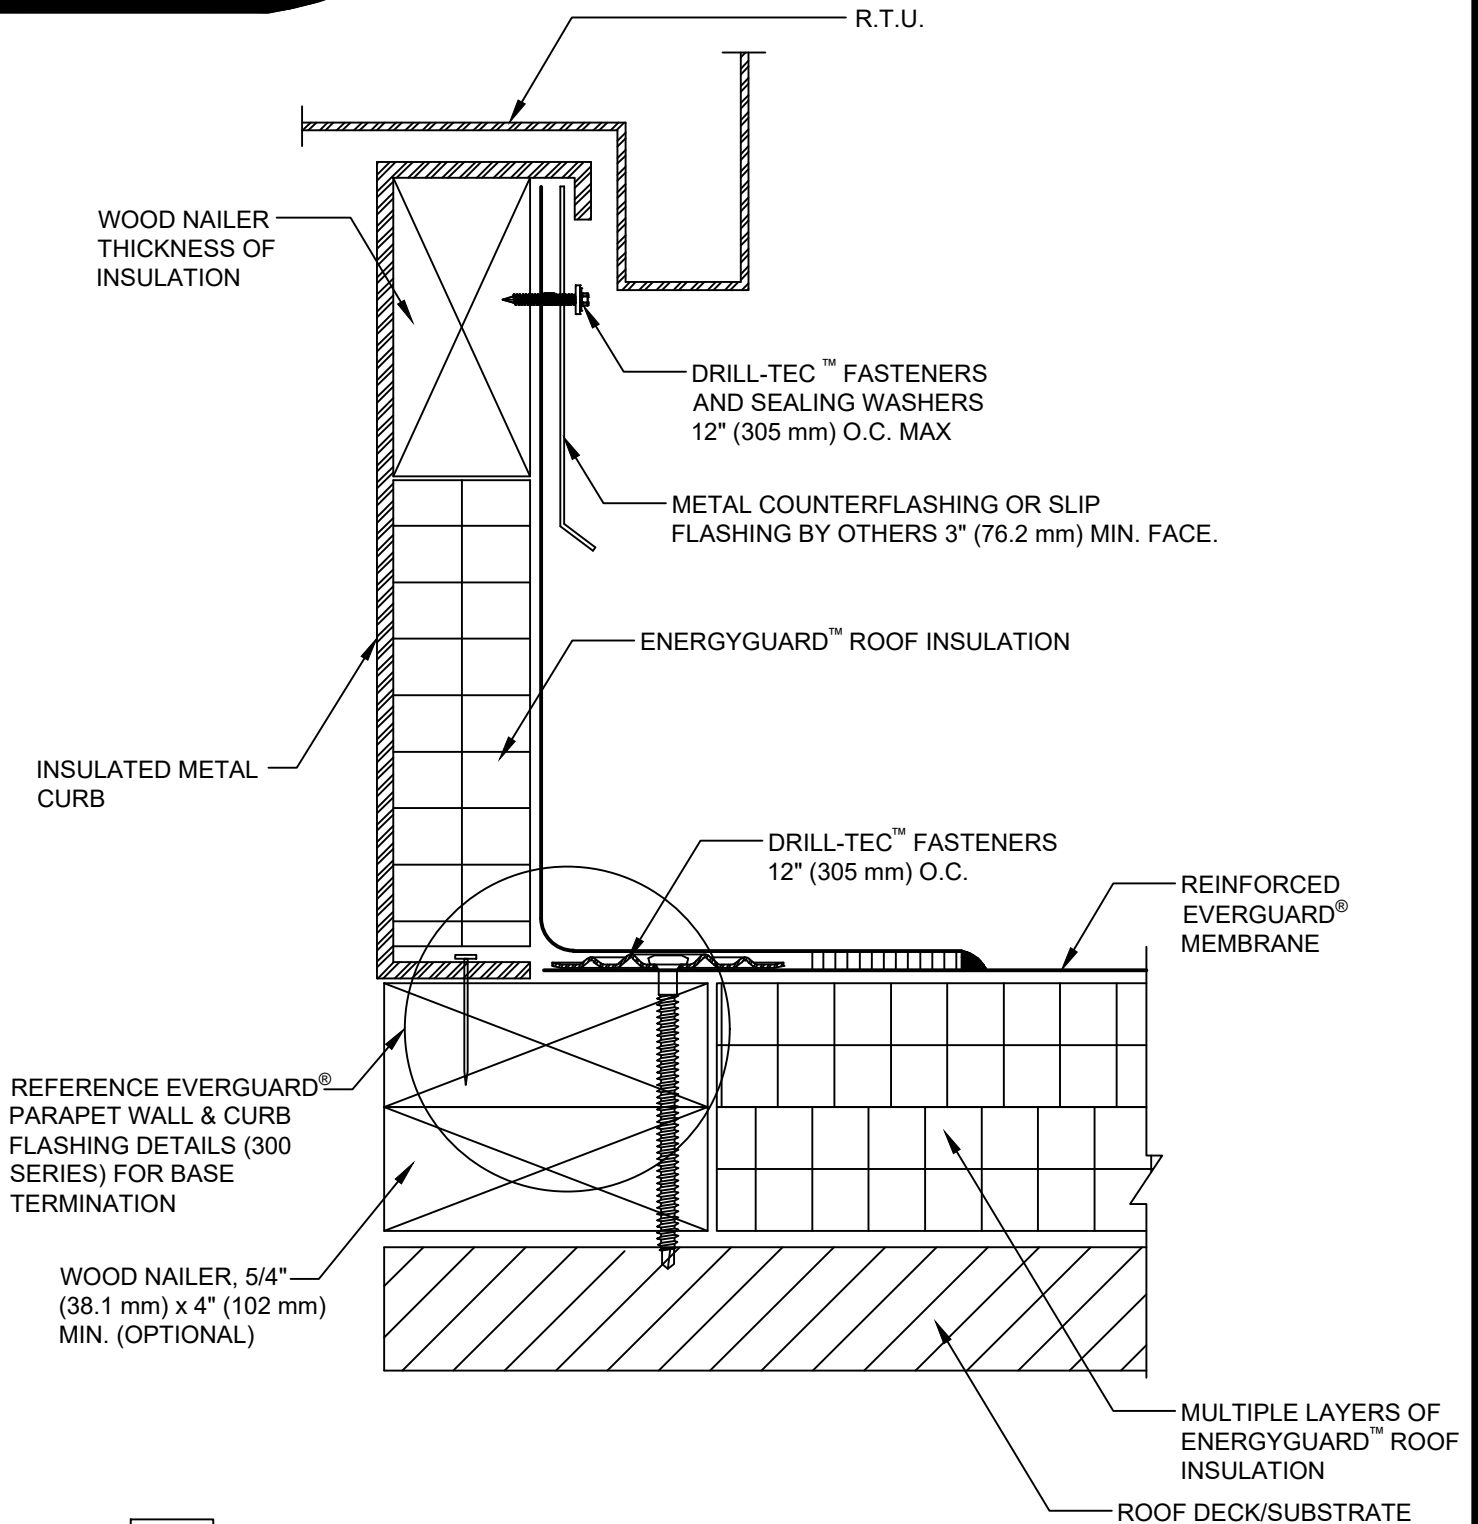 R.T.U.
WOOD NAILER
THICKNESS OF
INSULATION
DRILL-TEC™ FASTENERS
AND SEALING WASHERS
12" (305 mm) O.C. MAX
METAL COUNTERFLASHING OR SLIP
FLASHING BY OTHERS 3" (76.2 mm) MIN. FACE.
ENERGYGUARD™ ROOF INSULATION
INSULATED METAL
CURB
DRILL-TEC™ FASTENERS
12" (305 mm) O.C.
REINFORCED
EVERGUARD®
MEMBRANE
REFERENCE EVERGUARD®
PARAPET WALL & CURB
FLASHING DETAILS (300
SERIES) FOR BASE
TERMINATION
WOOD NAILER, 5/4"
(38.1 mm) x 4" (102 mm)
MIN. (OPTIONAL)
MULTIPLE LAYERS OF
ENERGYGUARD™ ROOF
INSULATION
ROOF DECK/SUBSTRATE